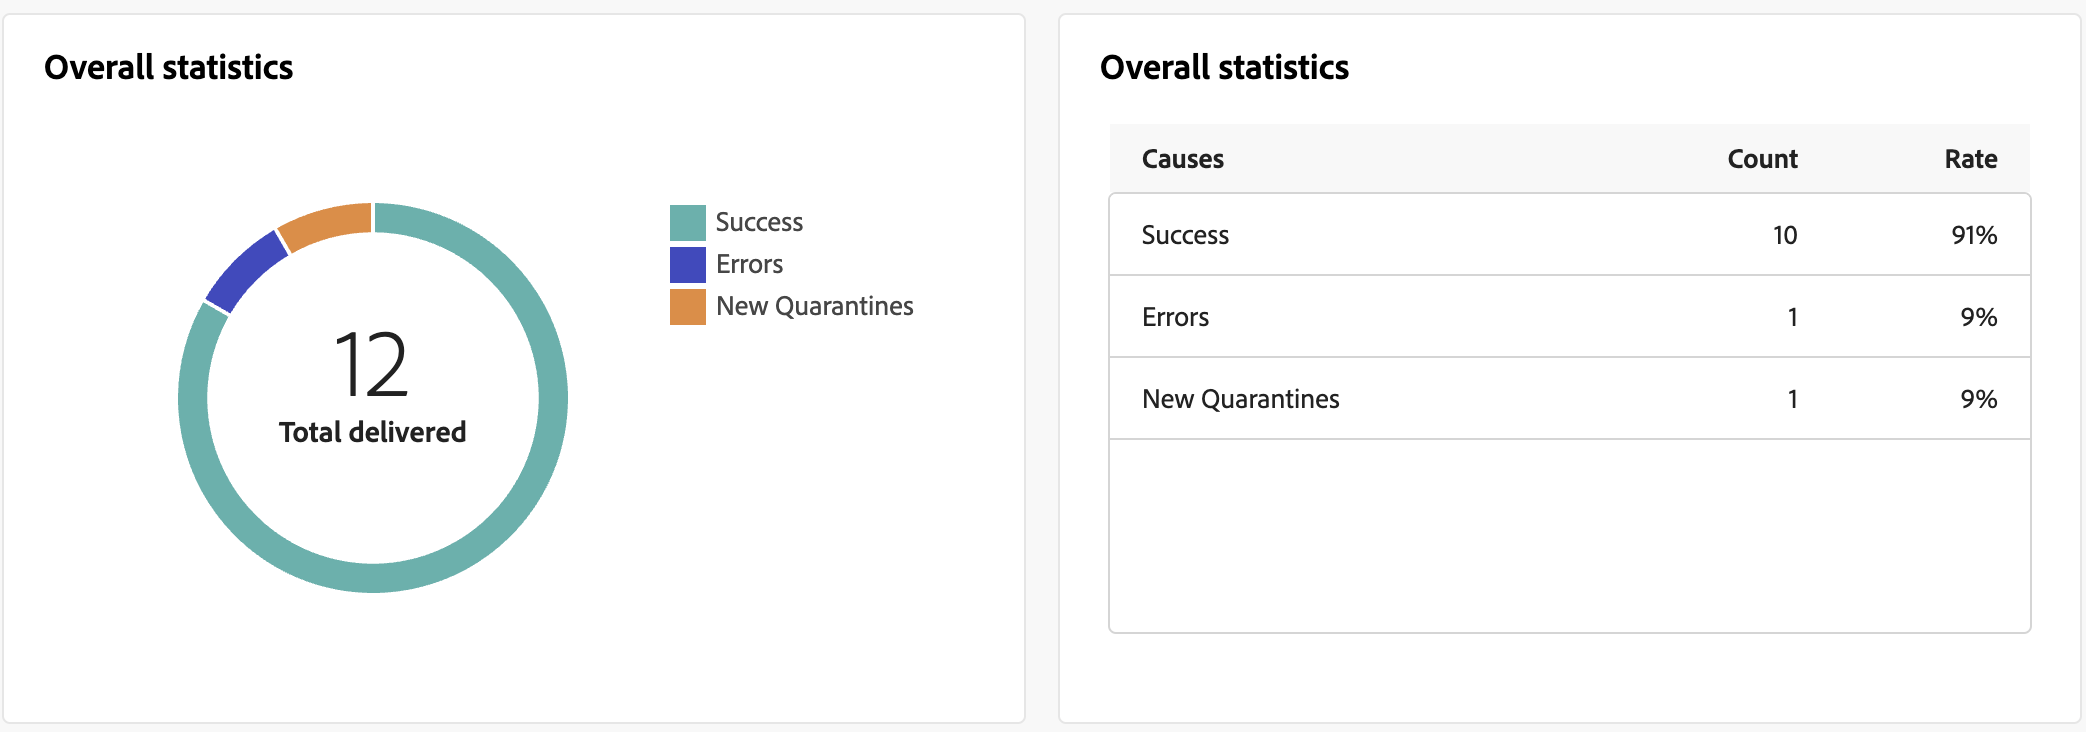 Overall statistics
12
Total delivered
Success
Errors
New Quarantines
Overall statistics
Causes Count Rate
Success 10 91%
Errors 1 9%
New Quarantines 1 9%